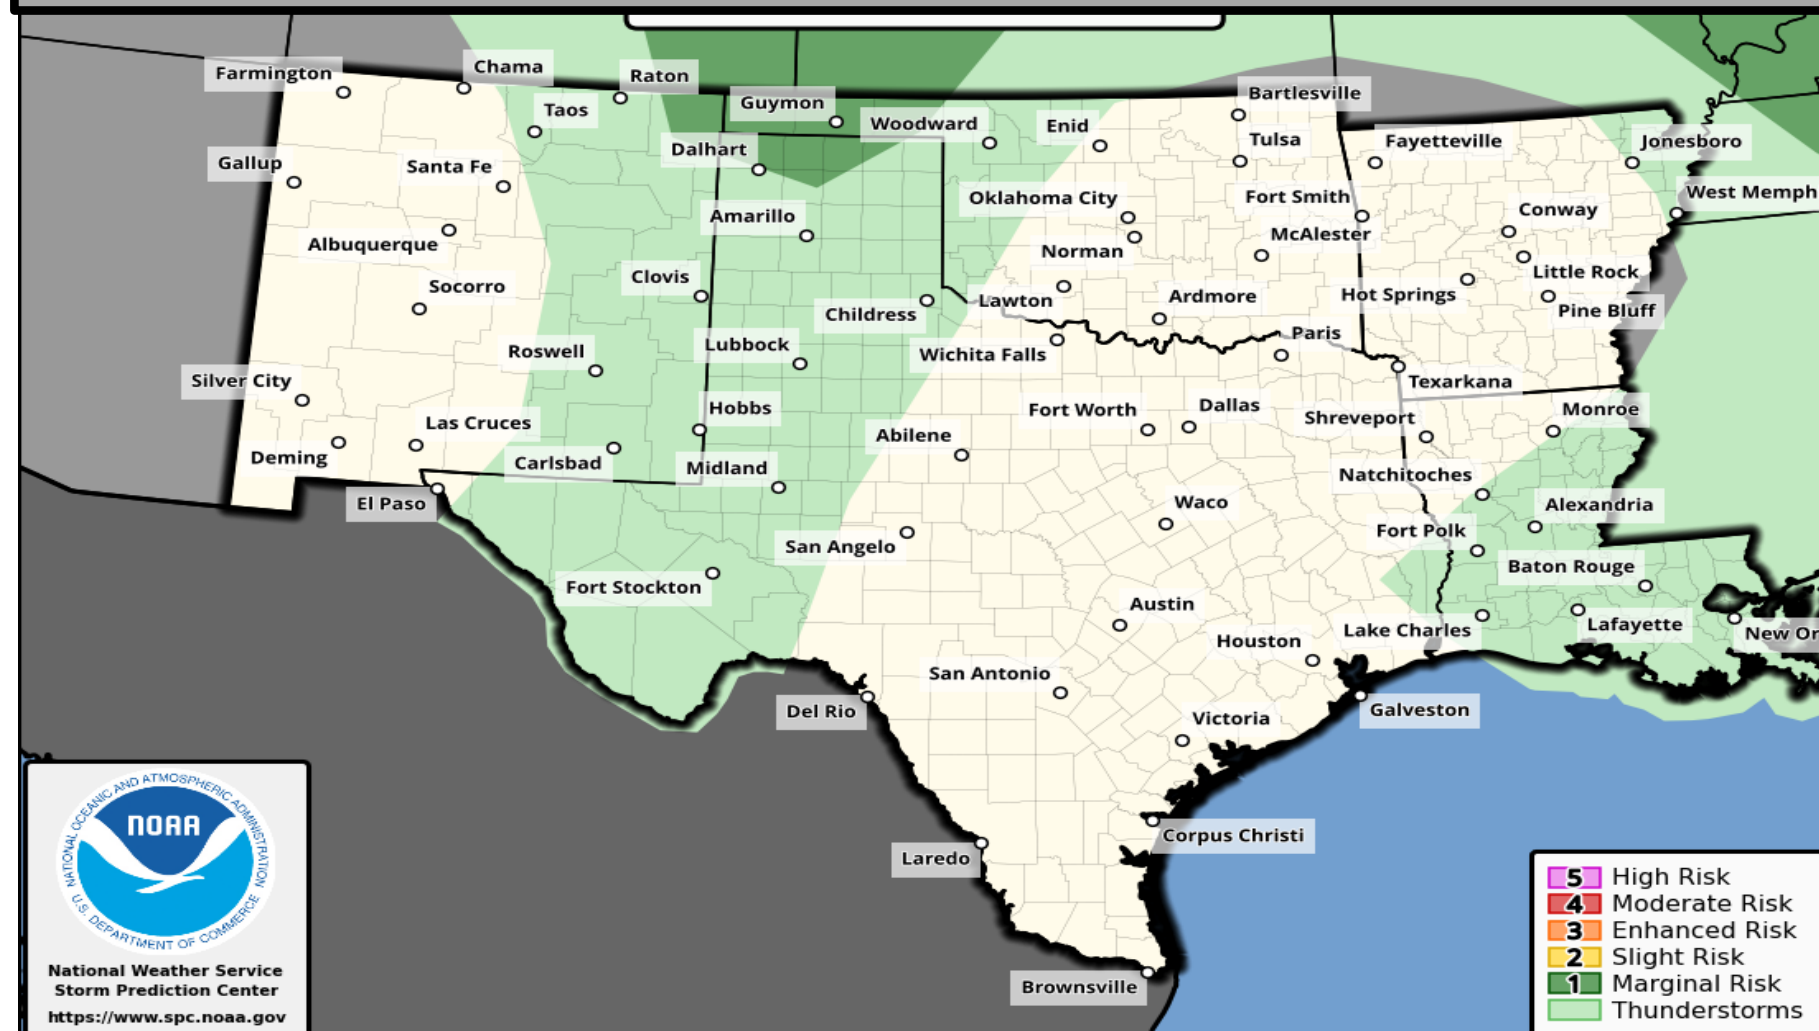 Farmington
Chama
Raton
Taos
Guymon
Woodward
Enid
Bartlesville
Tulsa
Fayetteville
Jonesboro
Gallup
Santa Fe
Dalhart
Oklahoma City
Fort Smith
Conway
West Memph
Albuquerque
Amarillo
Norman
McAlester
Little Rock
Socorro
Clovis
Childress
Lawton
Ardmore
Hot Springs
Pine Bluff
Roswell
Lubbock
Wichita Falls
Paris
Texarkana
Silver City
Las Cruces
Hobbs
Abilene
Fort Worth
Dallas
Shreveport
Monroe
Deming
Carlsbad
Midland
Natchitoches
El Paso
San Angelo
Waco
Fort Polk
Alexandria
Fort Stockton
Austin
Baton Rouge
Houston
Lake Charles
Lafayette
New Or
San Antonio
Del Rio
Victoria
Galveston
Corpus Christi
Laredo
Brownsville
NATIONAL OCEANIC AND ATMOSPHERIC ADMINISTRATION
NOAA
U.S. DEPARTMENT OF COMMERCE
National Weather Service
Storm Prediction Center
https://www.spc.noaa.gov
5 High Risk
4 Moderate Risk
3 Enhanced Risk
2 Slight Risk
1 Marginal Risk
Thunderstorms